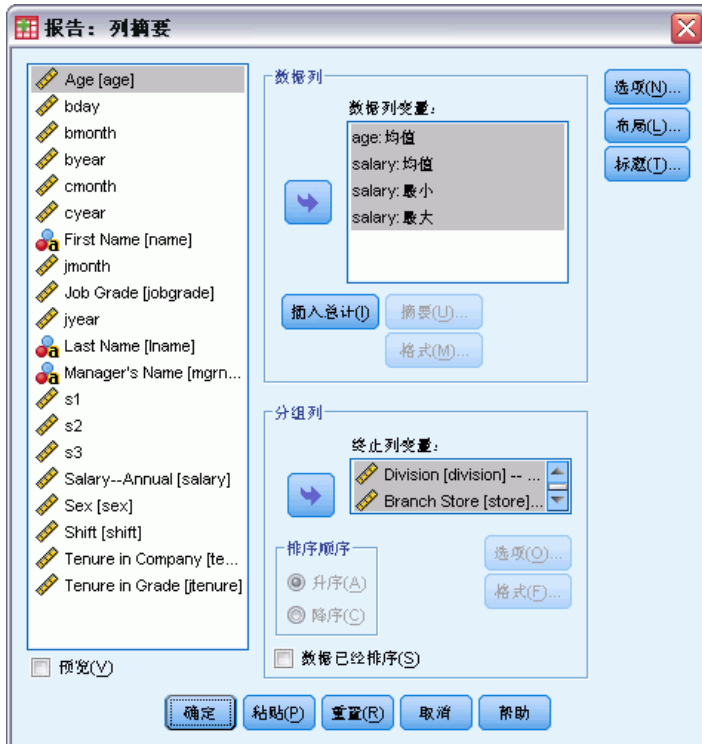 报告：列摘要
Age [age]
bday
bmonth
byear
cmonth
cyear
First Name [name]
jmonth
Job Grade [jobgrade]
jyear
Last Name [lname]
Manager's Name [mgrn...
s1
s2
s3
Salary--Annual [salary]
Sex [sex]
Shift [shift]
Tenure in Company [te...
Tenure in Grade [jtenure]
预览(V)
数据列
数据列变量：
age: 均值
salary: 均值
salary: 最小
salary: 最大
插入总计(I)
摘要(U)...
格式(M)...
分组列
终止列变量：
Division [division] -- ...
Branch Store [store]...
排序顺序
升序(A)
降序(C)
选项(O)...
格式(F)...
数据已经排序(S)
选项(N)...
布局(L)...
标题(T)...
确定
粘贴(P)
重置(R)
取消
帮助